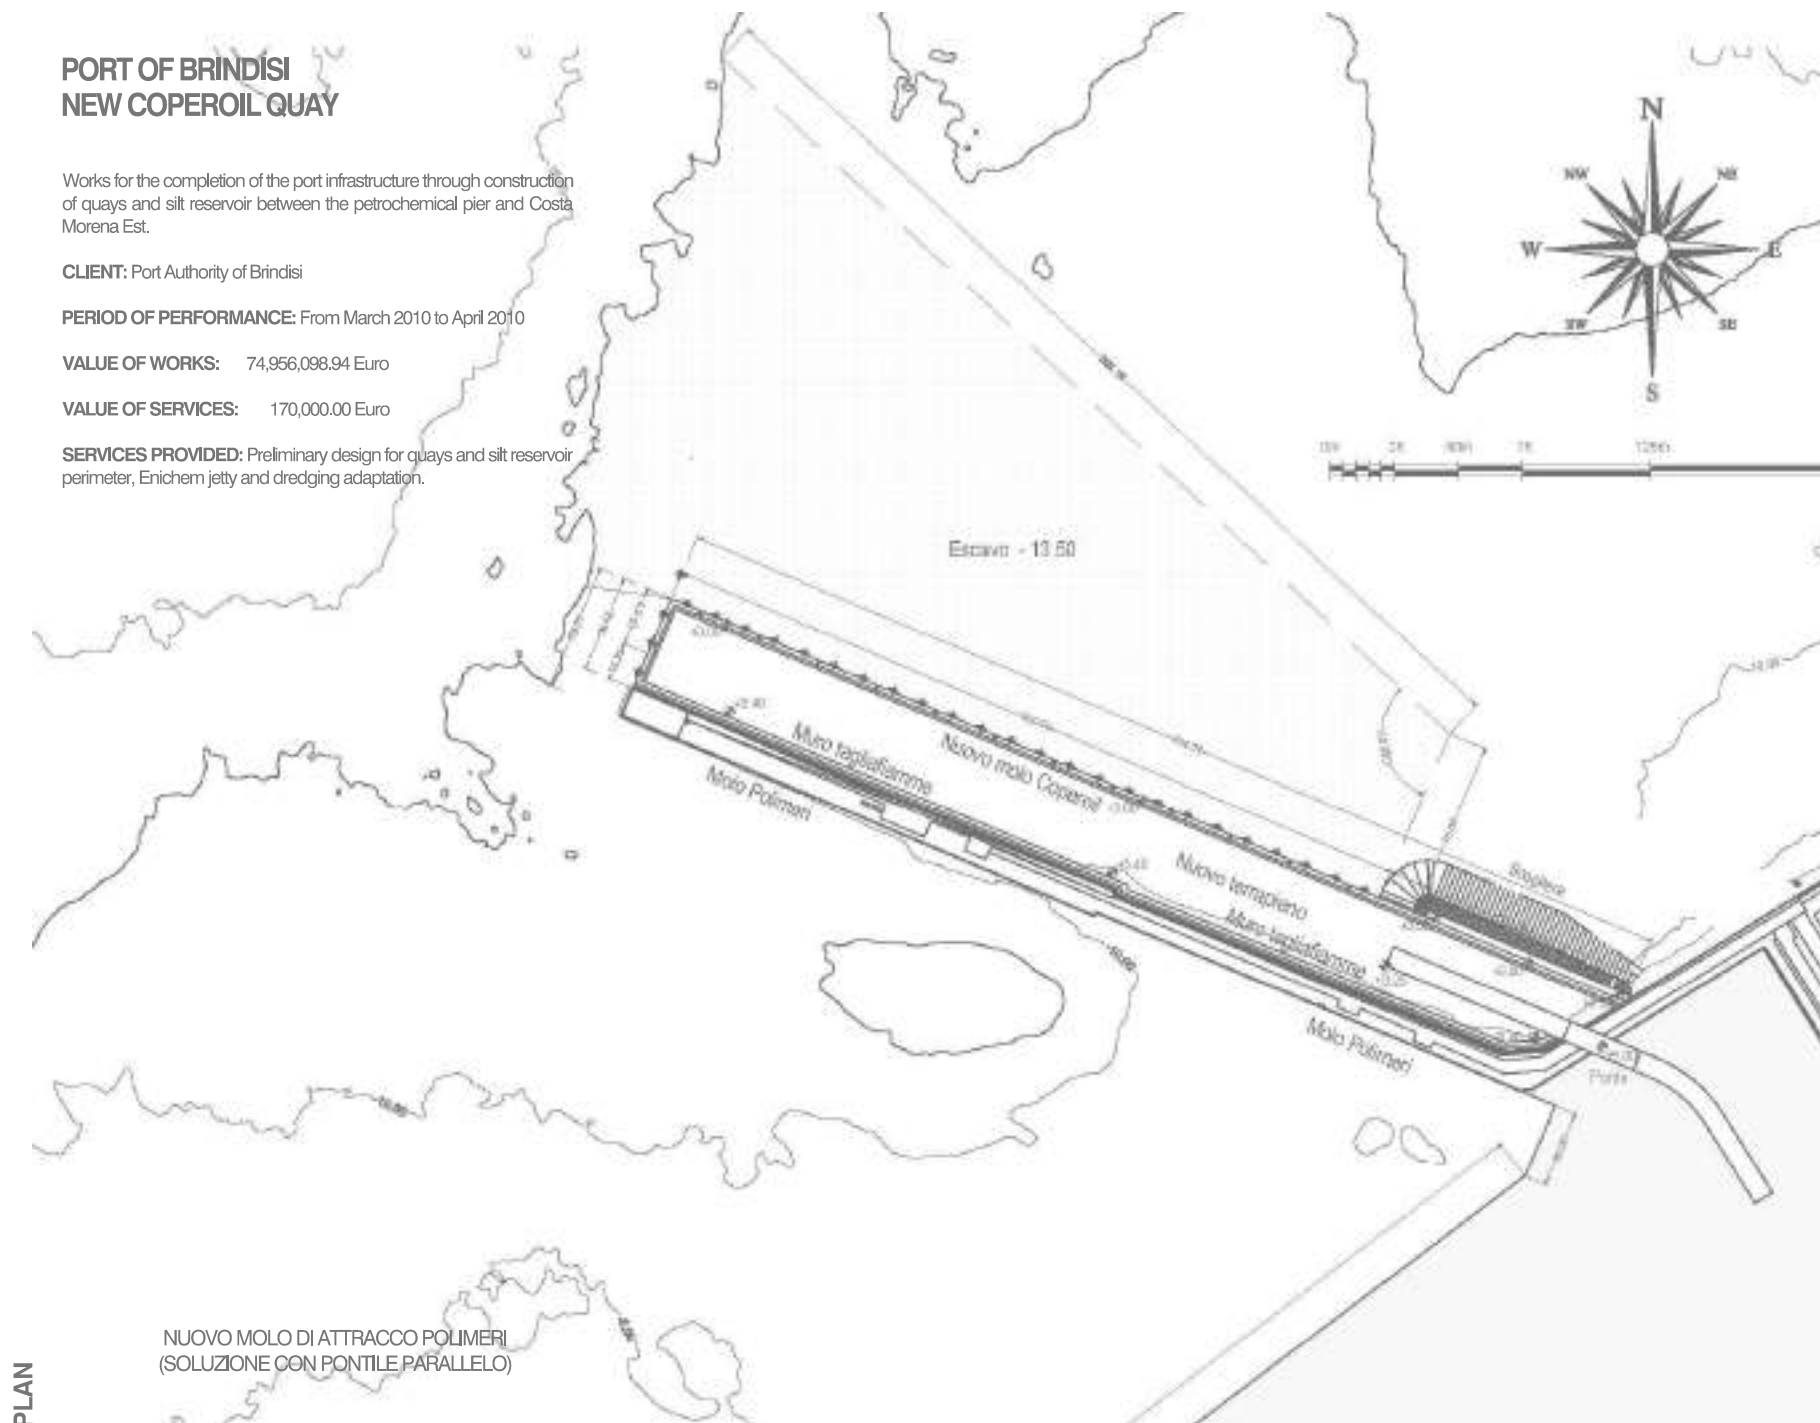 PORT OF BRINDISI
NEW COPEROIL QUAY
Works for the completion of the port infrastructure through construction
of quays and silt reservoir between the petrochemical pier and Costa
Morena Est.
CLIENT: Port Authority of Brindisi
PERIOD OF PERFORMANCE: From March 2010 to April 2010
VALUE OF WORKS: 74,956,098.94 Euro
VALUE OF SERVICES: 170,000.00 Euro
SERVICES PROVIDED: Preliminary design for quays and silt reservoir
perimeter, Enichem jetty and dredging adaptation.
N
NW
NE
W
E
SW
SE
S
Escavo - 13.50
Muro tagliafiamme
Nuovo molo Coperoil
Molo Polimeri
Nuovo terrapieno
Muro tagliafiamme
Scogliera
Molo Polimeri
Ponte
NUOVO MOLO DI ATTRACCO POLIMERI
(SOLUZIONE CON PONTILE PARALLELO)
PLAN